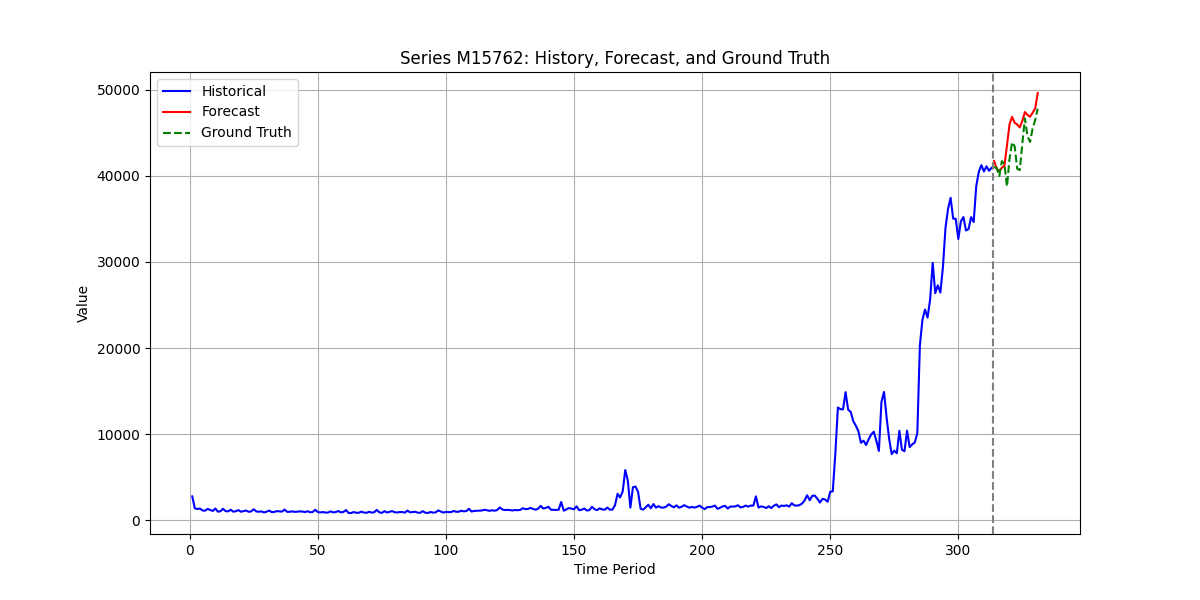 Series M15762: History, Forecast, and Ground Truth
Historical
Forecast
Ground Truth
50000
40000
30000
20000
10000
0
Value
0 50 100 150 200 250 300
Time Period